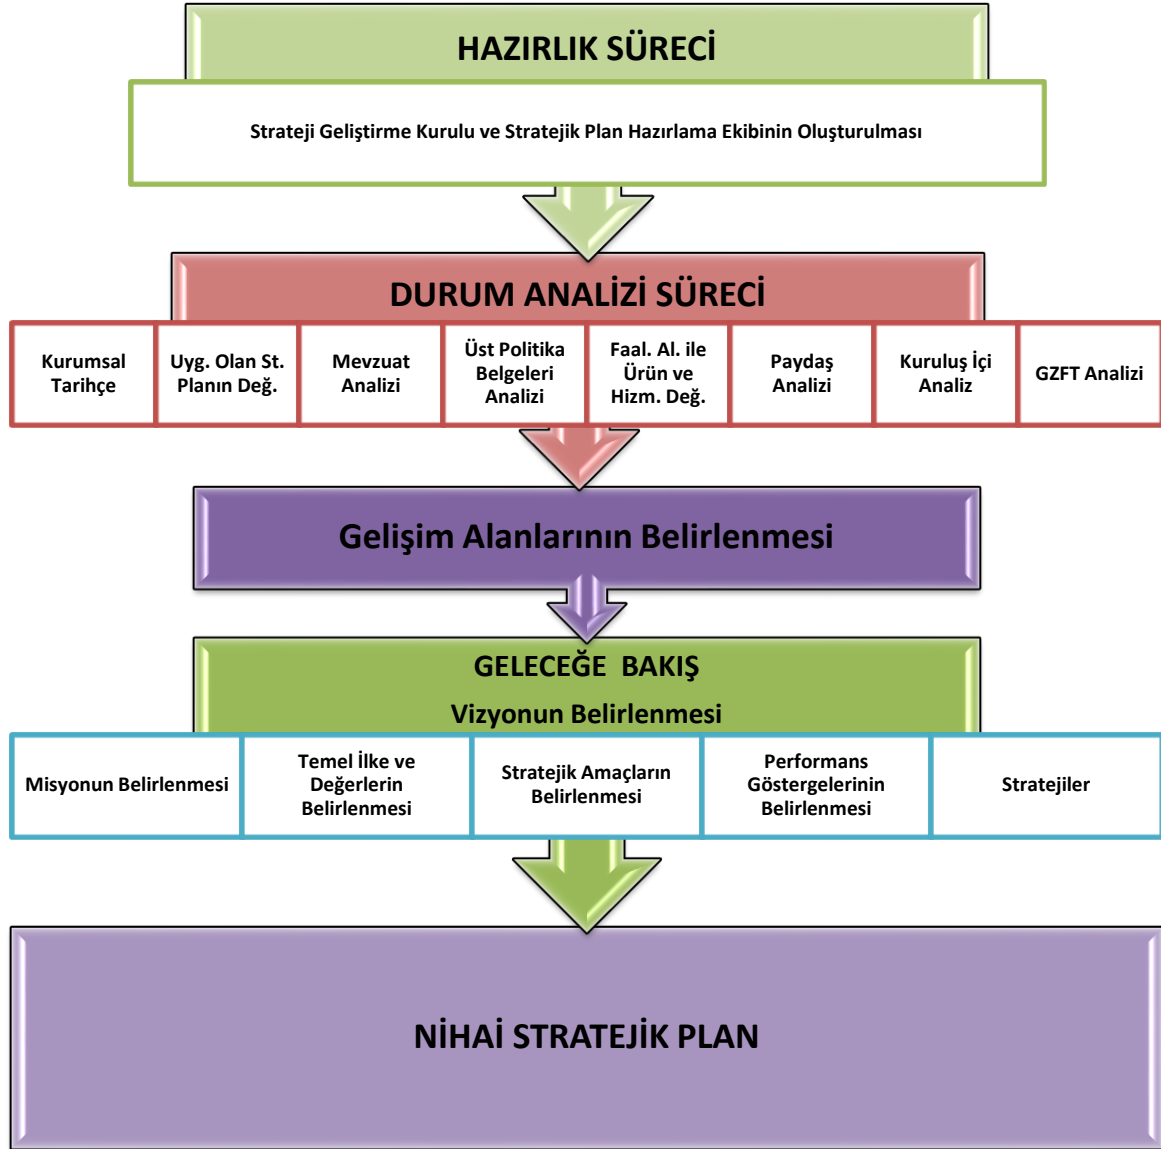 HAZIRLIK SÜRECİ
Strateji Geliştirme Kurulu ve Stratejik Plan Hazırlama Ekibinin Oluşturulması
DURUM ANALİZİ SÜRECİ
Kurumsal
Tarihçe
Uyg. Olan St.
Planın Değ.
Mevzuat
Analizi
Üst Politika
Belgeleri
Analizi
Faal. Al. ile
Ürün ve
Hizm. Değ.
Paydaş
Analizi
Kuruluş İçi
Analiz
GZFT Analizi
Gelişim Alanlarının Belirlenmesi
GELECEĞE BAKIŞ
Vizyonun Belirlenmesi
Misyonun Belirlenmesi
Temel İlke ve
Değerlerin
Belirlenmesi
Stratejik Amaçların
Belirlenmesi
Performans
Göstergelerinin
Belirlenmesi
Stratejiler
NİHAİ STRATEJİK PLAN